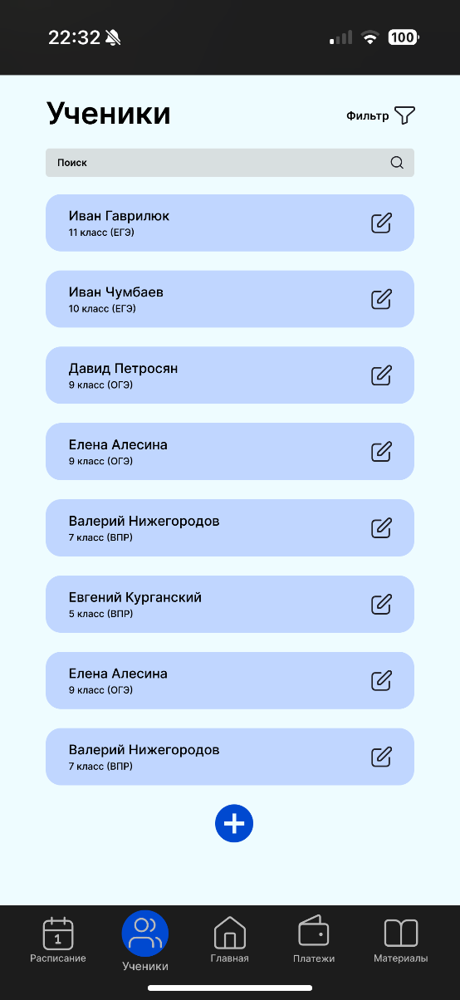 22:32
100
Ученики
Фильтр
Поиск
Иван Гаврилюк
11 класс (ЕГЭ)
Иван Чумбаев
10 класс (ЕГЭ)
Давид Петросян
9 класс (ОГЭ)
Елена Алесина
9 класс (ОГЭ)
Валерий Нижегородов
7 класс (ВПР)
Евгений Курганский
5 класс (ВПР)
Елена Алесина
9 класс (ОГЭ)
Валерий Нижегородов
7 класс (ВПР)
1
Расписание
Ученики
Главная
Платежи
Материалы